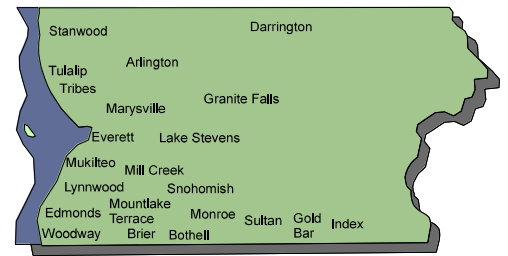 Darrington
Stanwood
Arlington
Tulalip
Tribes
Granite Falls
Marysville
Everett
Lake Stevens
Mukilteo
Mill Creek
Lynnwood
Snohomish
Mountlake
Terrace
Edmonds
Monroe
Sultan
Gold
Bar
Index
Woodway
Brier
Bothell